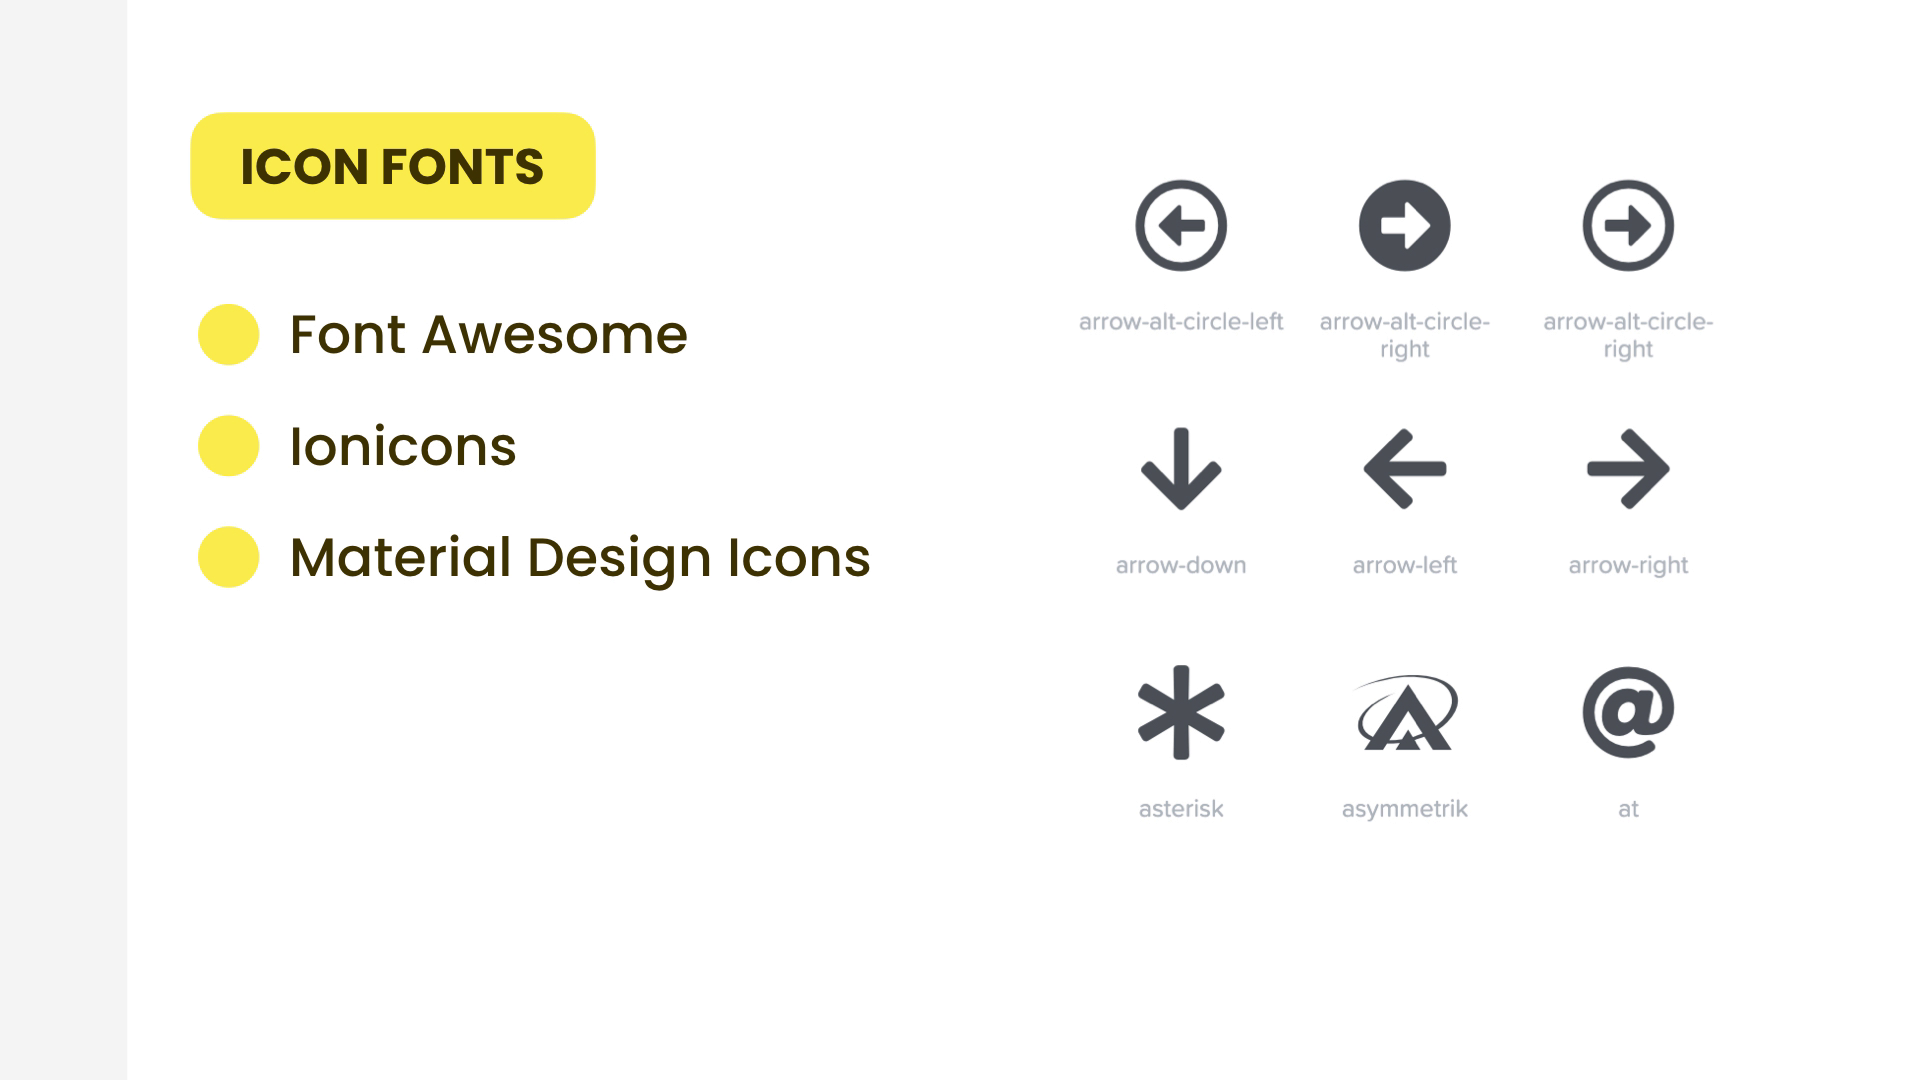 ICON FONTS
Font Awesome
Ionicons
Material Design Icons
arrow-alt-circle-left
arrow-alt-circle-
right
arrow-alt-circle-
right
arrow-down
arrow-left
arrow-right
asterisk
asymmetrik
at